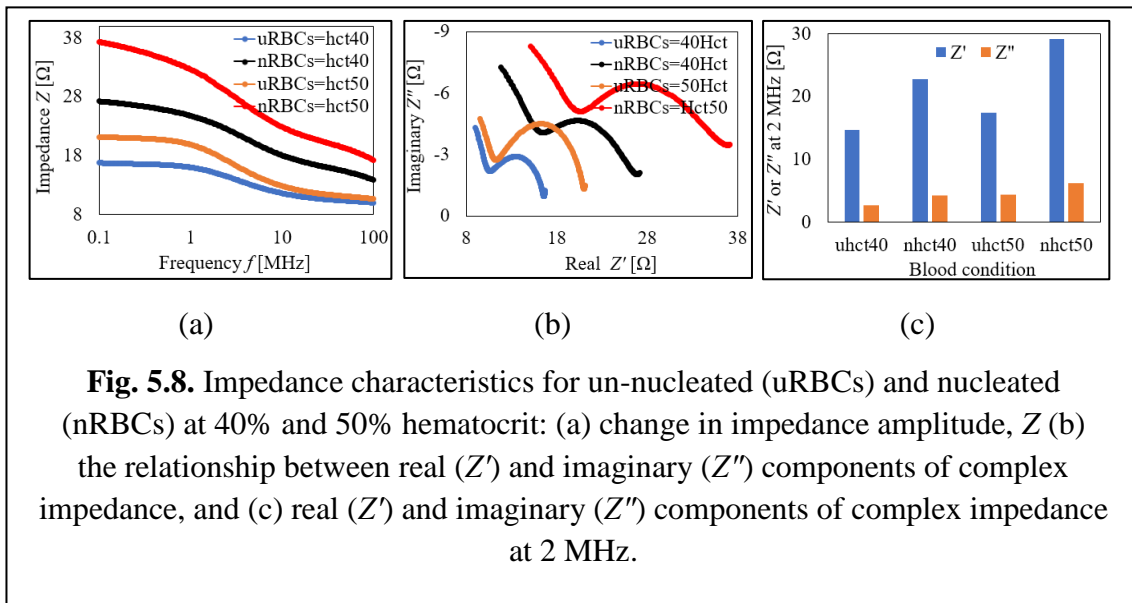 38
28
18
8
Impedance Z [Ω]
uRBCs=hct40
nRBCs=hct40
uRBCs=hct50
nRBCs=hct50
0.1 1 10 100
Frequency f [MHz]
-9
-6
-3
0
Imaginary Z″ [Ω]
uRBCs=40Hct
nRBCs=40Hct
uRBCs=50Hct
nRBCs=Hct50
8 18 28 38
Real Z′ [Ω]
30
20
10
0
Z′ or Z″ at 2 MHz [Ω]
Z' Z"
uhct40 nhct40 uhct50 nhct50
Blood condition
(a) (b) (c)
Fig. 5.8. Impedance characteristics for un-nucleated (uRBCs) and nucleated
(nRBCs) at 40% and 50% hematocrit: (a) change in impedance amplitude, Z (b)
the relationship between real (Z′) and imaginary (Z″) components of complex
impedance, and (c) real (Z′) and imaginary (Z″) components of complex impedance
at 2 MHz.